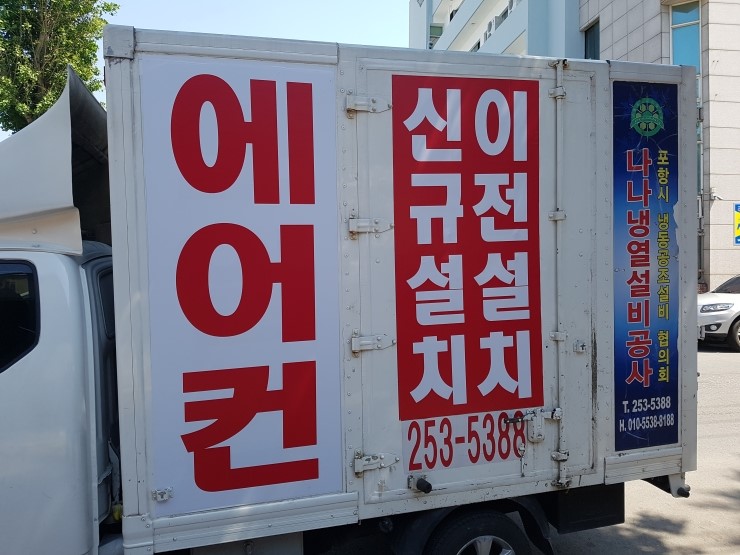 에어컨
신규설치
이전설치
253-5388
포항시 냉동공조설비 협의회
나나냉열설비공사
T. 253-5388
H. 010-5538-8188